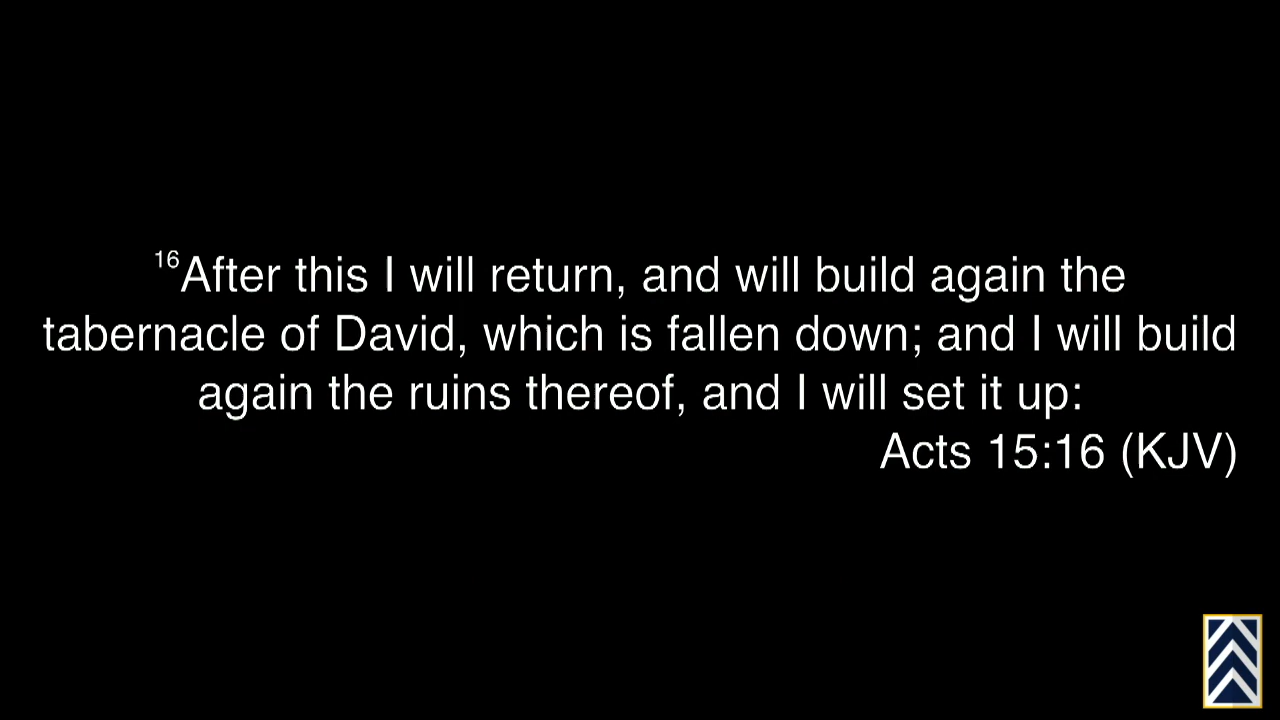 16After this I will return, and will build again the
tabernacle of David, which is fallen down; and I will build
again the ruins thereof, and I will set it up:
Acts 15:16 (KJV)